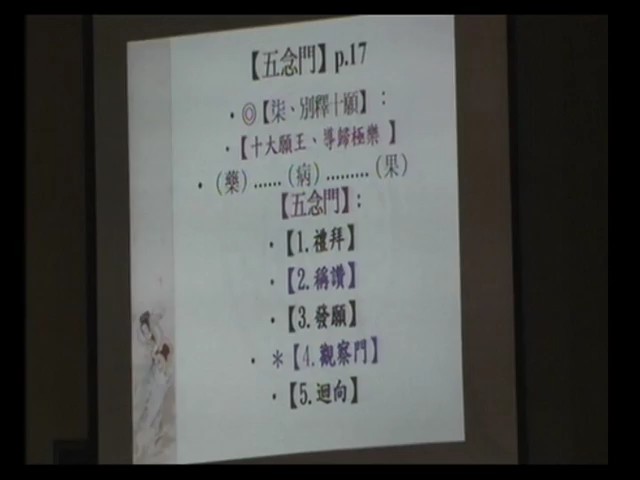 【五念門】p.17
·◎【柒、別釋十願】:
·【十大願王、導歸極樂】
·(藥)......(病).........(果)
【五念門】:
·【1.禮拜】
·【2.稱讚】
·【3.發願】
· *【4.觀察門】
·【5.迴向】